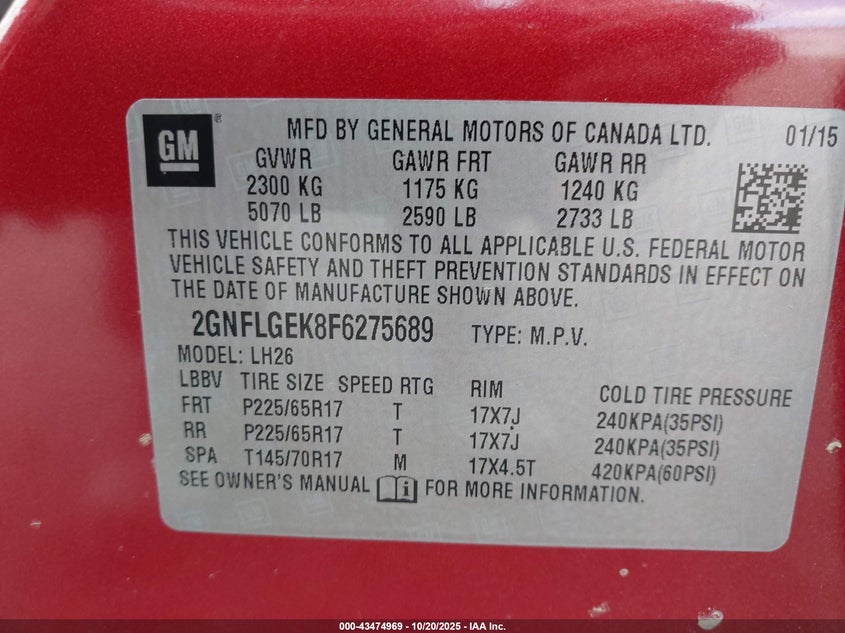 GM ®
MFD BY GENERAL MOTORS OF CANADA LTD. 01/15
GVWR GAWR FRT GAWR RR
2300 KG 1175 KG 1240 KG
5070 LB 2590 LB 2733 LB
THIS VEHICLE CONFORMS TO ALL APPLICABLE U.S. FEDERAL MOTOR
VEHICLE SAFETY AND THEFT PREVENTION STANDARDS IN EFFECT ON
THE DATE OF MANUFACTURE SHOWN ABOVE.
2GNFLGEK8F6275689 TYPE: M.P.V.
MODEL: LH26
LBBV TIRE SIZE SPEED RTG RIM COLD TIRE PRESSURE
FRT P225/65R17 T 17X7J 240KPA(35PSI)
RR P225/65R17 T 17X7J 240KPA(35PSI)
SPA T145/70R17 M 17X4.5T 420KPA(60PSI)
SEE OWNER'S MANUAL FOR MORE INFORMATION.
000-43474969 - 10/20/2025 - IAA Inc.